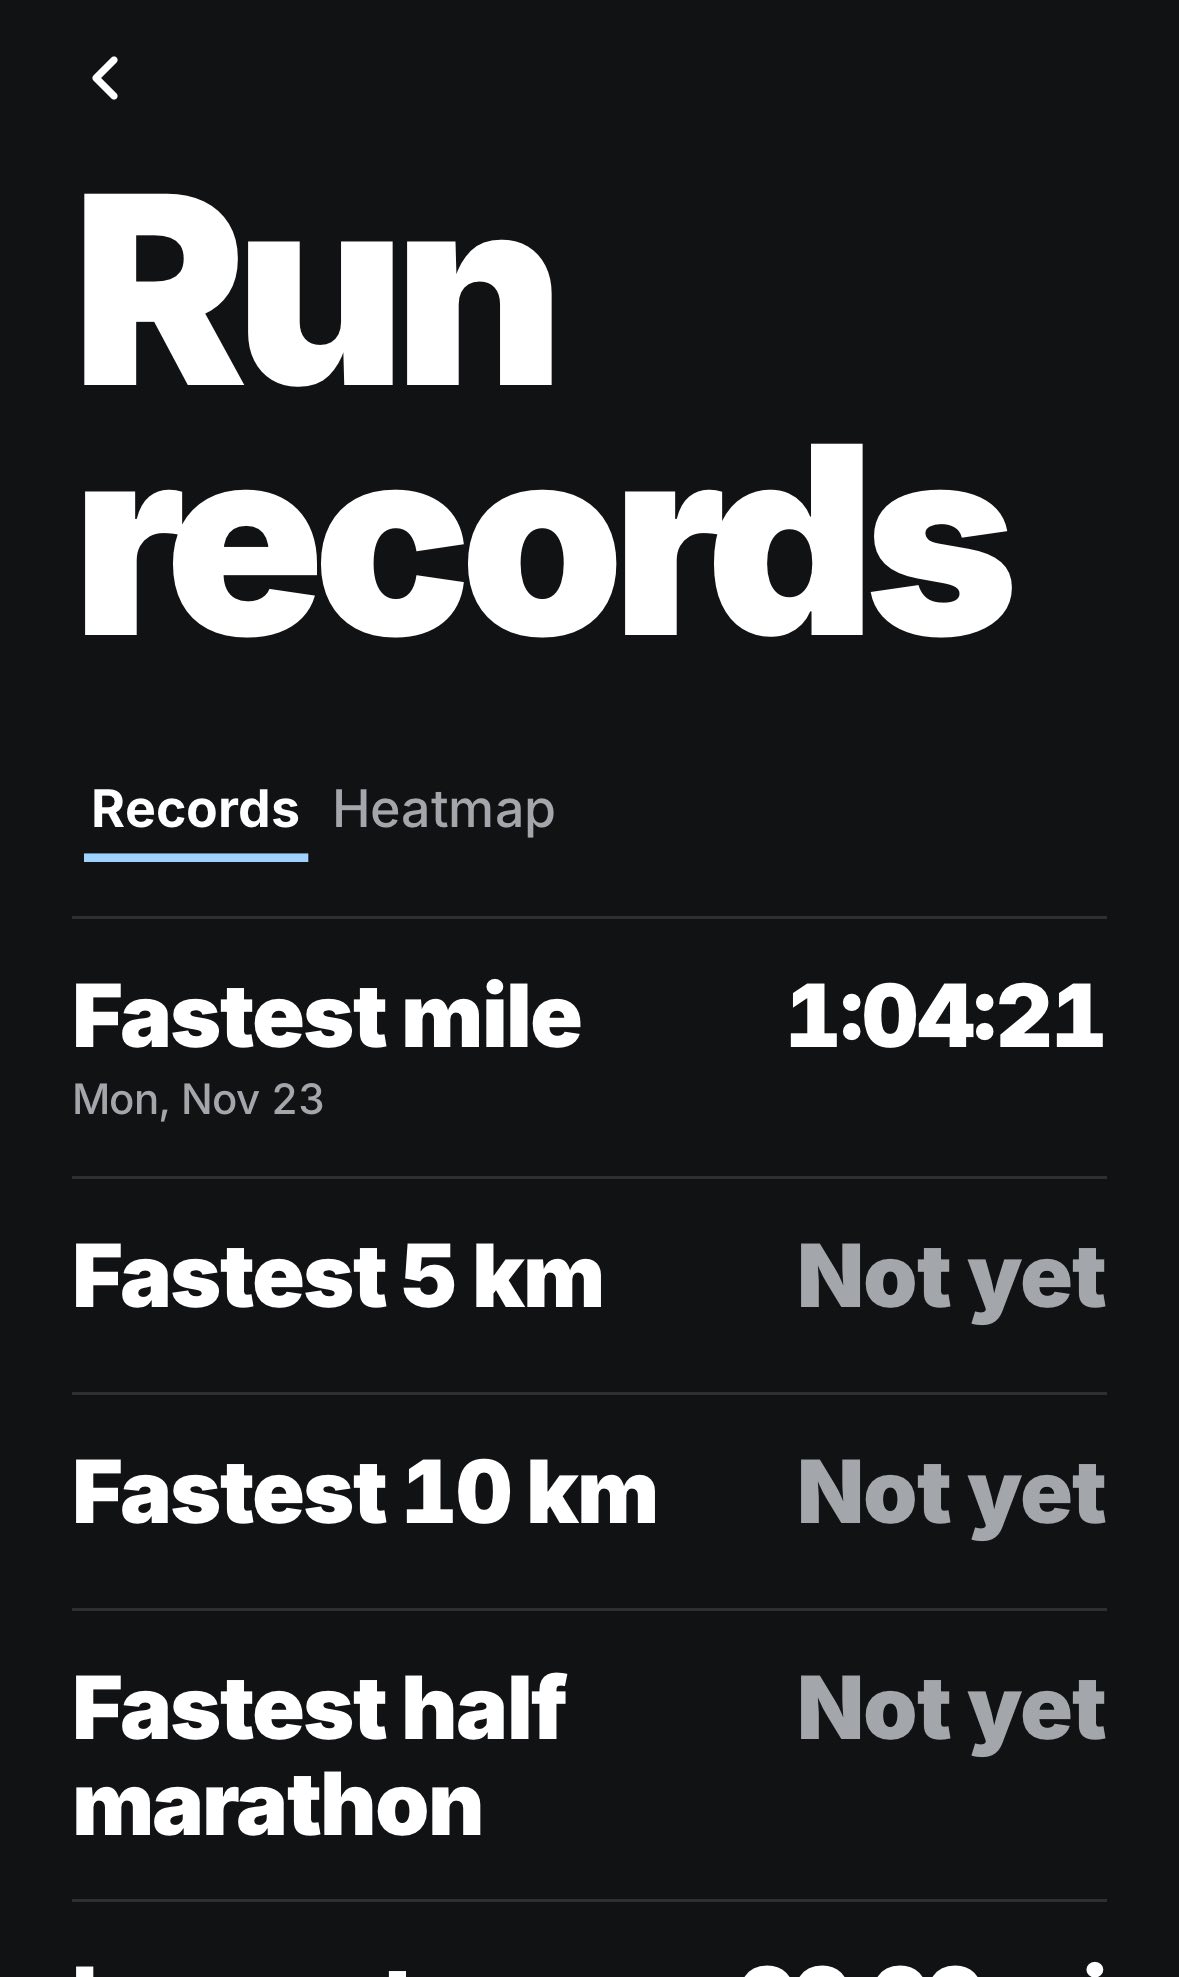 Run
records
Records Heatmap
Fastest mile 1:04:21
Mon, Nov 23
Fastest 5 km Not yet
Fastest 10 km Not yet
Fastest half Not yet
marathon